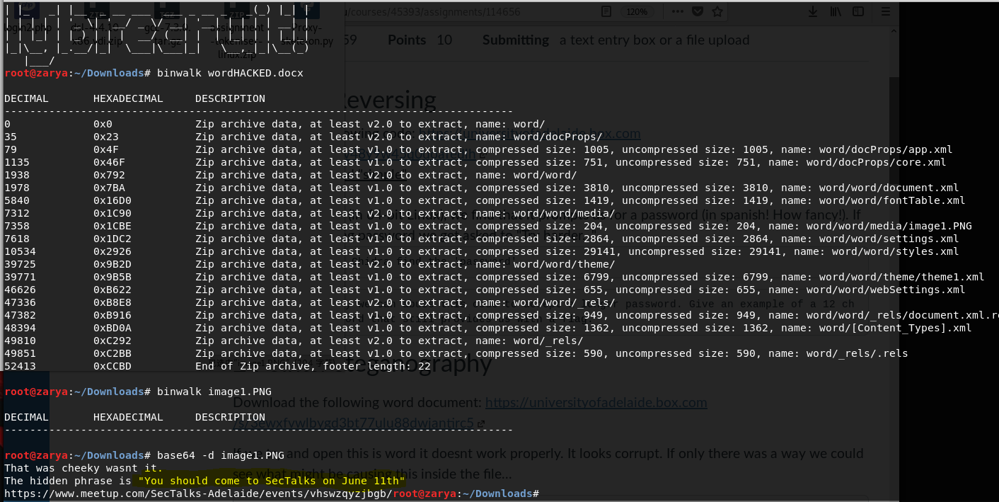 /courses/45393/assignments/114656
120%
59 Points 10 Submitting a text entry box or a file upload
root@zarya:~/Downloads# binwalk wordHACKED.docx
DECIMAL HEXADECIMAL DESCRIPTION
--------------------------------------------------------------------------------
0 0x0 Zip archive data, at least v2.0 to extract, name: word/
35 0x23 Zip archive data, at least v2.0 to extract, name: word/docProps/
79 0x4F Zip archive data, at least v1.0 to extract, compressed size: 1005, uncompressed size: 1005, name: word/docProps/app.xml
1135 0x46F Zip archive data, at least v1.0 to extract, compressed size: 751, uncompressed size: 751, name: word/docProps/core.xml
1938 0x792 Zip archive data, at least v2.0 to extract, name: word/word/
1978 0x7BA Zip archive data, at least v1.0 to extract, compressed size: 3810, uncompressed size: 3810, name: word/word/document.xml
5840 0x16D0 Zip archive data, at least v1.0 to extract, compressed size: 1419, uncompressed size: 1419, name: word/word/fontTable.xml
7312 0x1C90 Zip archive data, at least v2.0 to extract, name: word/word/media/
7358 0x1CBE Zip archive data, at least v1.0 to extract, compressed size: 204, uncompressed size: 204, name: word/word/media/image1.PNG
7618 0x1DC2 Zip archive data, at least v1.0 to extract, compressed size: 2864, uncompressed size: 2864, name: word/word/settings.xml
10534 0x2926 Zip archive data, at least v1.0 to extract, compressed size: 29141, uncompressed size: 29141, name: word/word/styles.xml
39725 0x9B2D Zip archive data, at least v2.0 to extract, name: word/word/theme/
39771 0x9B5B Zip archive data, at least v1.0 to extract, compressed size: 6799, uncompressed size: 6799, name: word/word/theme/theme1.xml
46626 0xB622 Zip archive data, at least v1.0 to extract, compressed size: 655, uncompressed size: 655, name: word/word/webSettings.xml
47336 0xB8E8 Zip archive data, at least v2.0 to extract, name: word/word/_rels/
47382 0xB916 Zip archive data, at least v1.0 to extract, compressed size: 949, uncompressed size: 949, name: word/word/_rels/document.xml.re
48394 0xBD0A Zip archive data, at least v1.0 to extract, compressed size: 1362, uncompressed size: 1362, name: word/[Content_Types].xml
49810 0xC292 Zip archive data, at least v2.0 to extract, name: word/_rels/
49851 0xC2BB Zip archive data, at least v1.0 to extract, compressed size: 590, uncompressed size: 590, name: word/_rels/.rels
52413 0xCCBD End of Zip archive, footer length: 22
teganography
root@zarya:~/Downloads# binwalk image1.PNG
Download the following word document: https://universityofadelaide.box.com
DECIMAL HEXADECIMAL DESCRIPTION
--------------------------------------------------------------------------------
root@zarya:~/Downloads# base64 -d image1.PNG
and open this is word it doesnt work properly. It looks corrupt. If only there was a way we could
That was cheeky wasnt it.
see what might be causing this inside the file...
The hidden phrase is "You should come to SecTalks on June 11th"
https://www.meetup.com/SecTalks-Adelaide/events/vhswzqyzjbgb/root@zarya:~/Downloads#